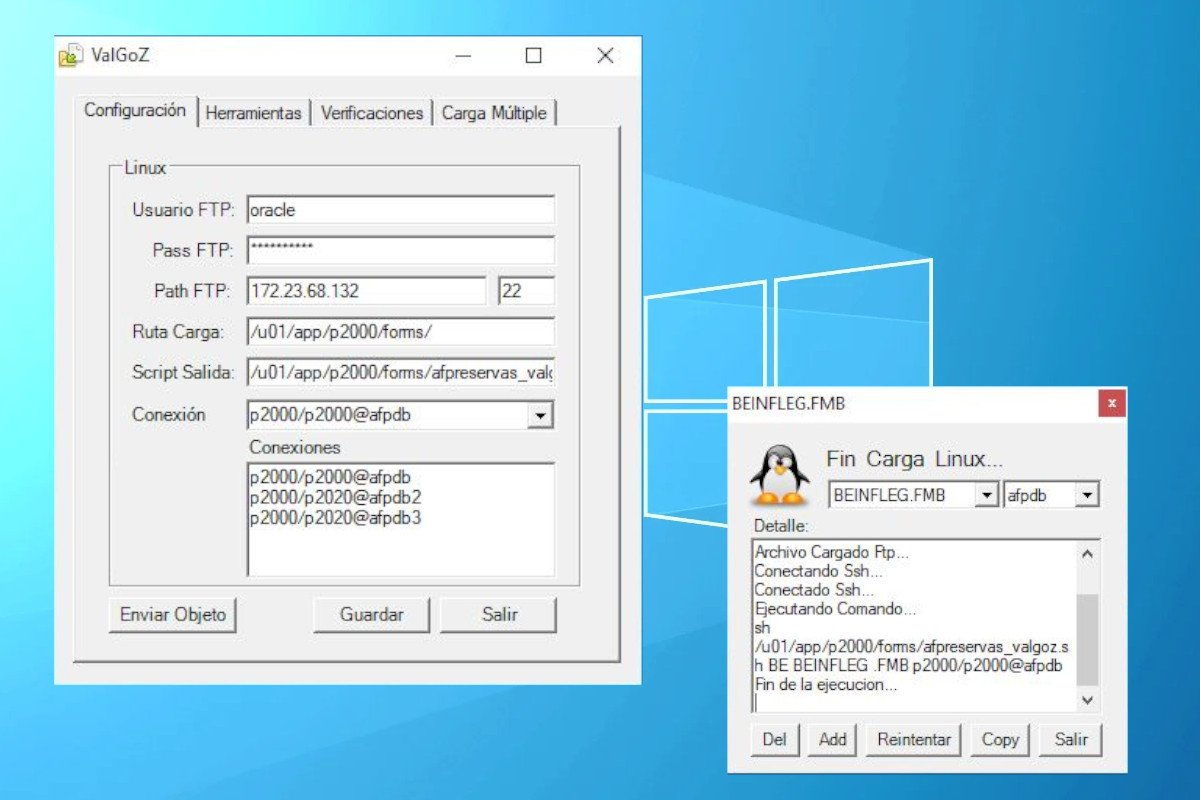 ValGoZ
Configuración Herramientas Verificaciones Carga Múltiple
Linux
Usuario FTP: oracle
Pass FTP: **********
Path FTP: 172.23.68.132 22
Ruta Carga: /u01/app/p2000/forms/
Script Salida: /u01/app/p2000/forms/afpreservas_valg
Conexión p2000/p2000@afpdb
Conexiones
p2000/p2000@afpdb
p2000/p2020@afpdb2
p2000/p2020@afpdb3
Enviar Objeto Guardar Salir
BEINFLEG.FMB x
Fin Carga Linux...
BEINFLEG.FMB afpdb
Detalle:
Archivo Cargado Ftp...
Conectando Ssh...
Conectado Ssh...
Ejecutando Comando...
sh
/u01/app/p2000/forms/afpreservas_valgoz.s
h BE BEINFLEG .FMB p2000/p2000@afpdb
Fin de la ejecucion...
Del Add Reintentar Copy Salir